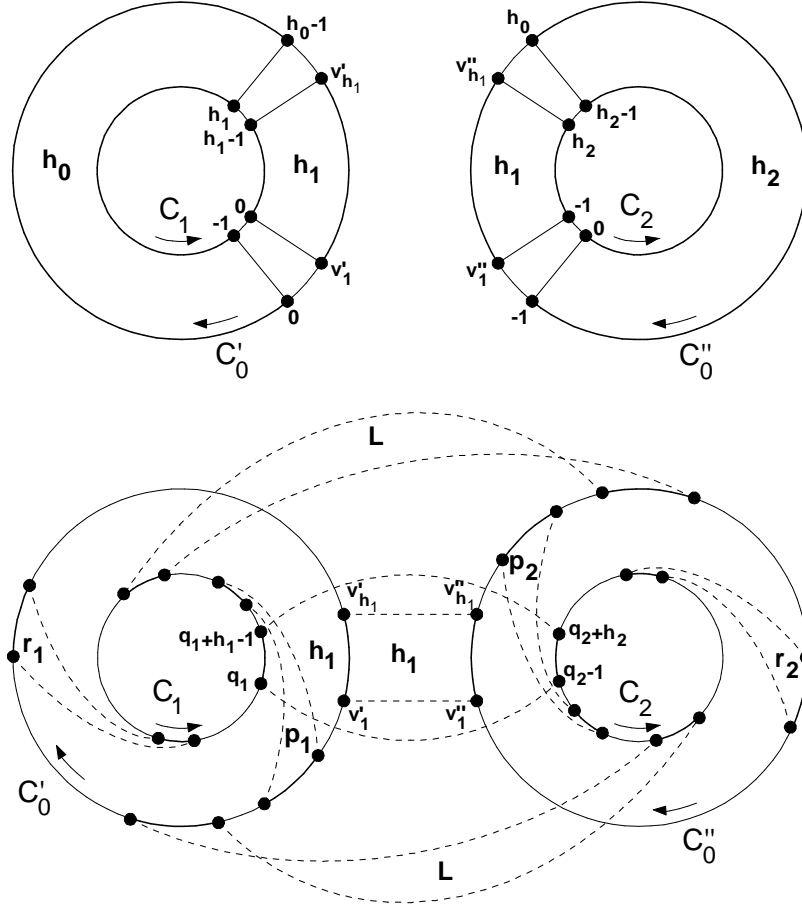 h₀-1
C₁
v'ₕ₁
h₁
h₁-1
h₀
h₁
0
-1
v'₁
0
C'₀
h₀
v''ₕ₁
h₂-1
h₂
h₁
h₂
-1
C₂
0
v''₁
-1
C''₀
L
p₂
v'ₕ₁
v''ₕ₁
q₁+h₁-1
q₂+h₂
r₁
h₁
h₁
r₂
q₁
q₂-1
C₁
C₂
v'₁
v''₁
p₁
C'₀
C''₀
L